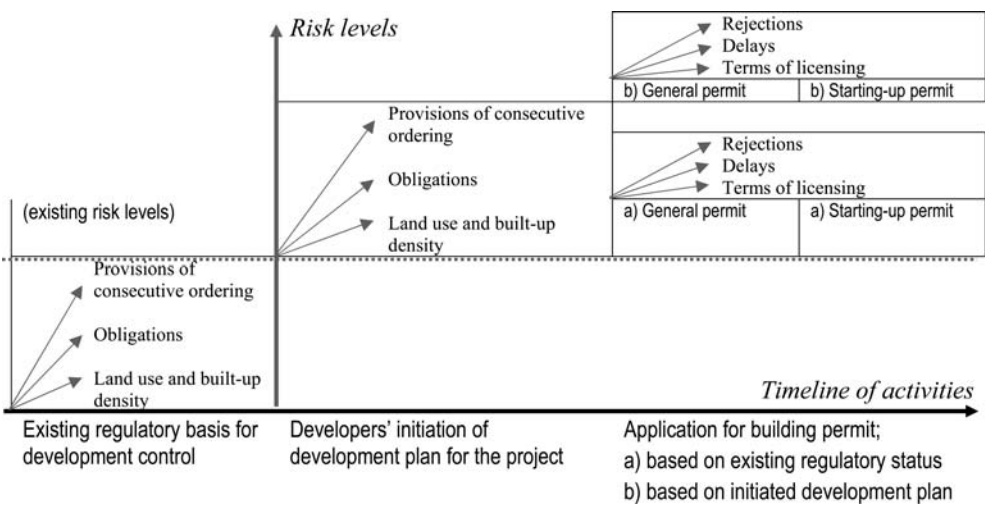 Risk levels
Rejections
Delays
Terms of licensing
b) General permit
b) Starting-up permit
Provisions of consecutive
ordering
Obligations
Land use and built-up
density
Rejections
Delays
Terms of licensing
a) General permit
a) Starting-up permit
(existing risk levels)
Provisions of
consecutive ordering
Obligations
Land use and built-up
density
Timeline of activities
Existing regulatory basis for
development control
Developers' initiation of
development plan for the project
Application for building permit;
a) based on existing regulatory status
b) based on initiated development plan